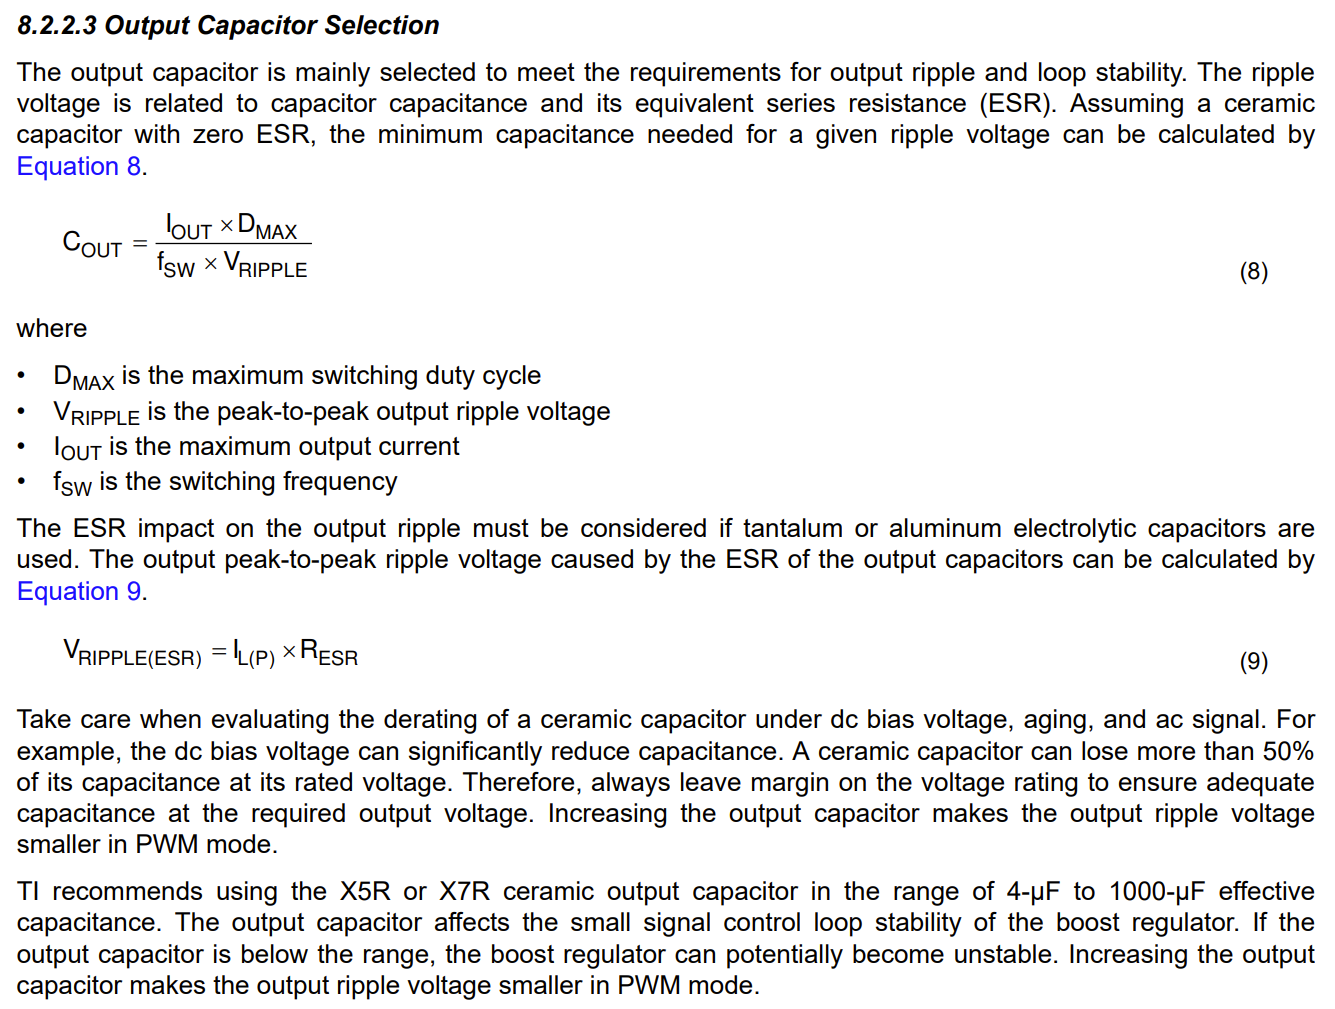 8.2.2.3 Output Capacitor Selection
The output capacitor is mainly selected to meet the requirements for output ripple and loop stability. The ripple
voltage is related to capacitor capacitance and its equivalent series resistance (ESR). Assuming a ceramic
capacitor with zero ESR, the minimum capacitance needed for a given ripple voltage can be calculated by
Equation 8.
C_OUT = (I_OUT × D_MAX) / (f_SW × V_RIPPLE)
(8)
where
• D_MAX is the maximum switching duty cycle
• V_RIPPLE is the peak-to-peak output ripple voltage
• I_OUT is the maximum output current
• f_SW is the switching frequency
The ESR impact on the output ripple must be considered if tantalum or aluminum electrolytic capacitors are
used. The output peak-to-peak ripple voltage caused by the ESR of the output capacitors can be calculated by
Equation 9.
V_RIPPLE(ESR) = I_L(P) × R_ESR
(9)
Take care when evaluating the derating of a ceramic capacitor under dc bias voltage, aging, and ac signal. For
example, the dc bias voltage can significantly reduce capacitance. A ceramic capacitor can lose more than 50%
of its capacitance at its rated voltage. Therefore, always leave margin on the voltage rating to ensure adequate
capacitance at the required output voltage. Increasing the output capacitor makes the output ripple voltage
smaller in PWM mode.
TI recommends using the X5R or X7R ceramic output capacitor in the range of 4-μF to 1000-μF effective
capacitance. The output capacitor affects the small signal control loop stability of the boost regulator. If the
output capacitor is below the range, the boost regulator can potentially become unstable. Increasing the output
capacitor makes the output ripple voltage smaller in PWM mode.